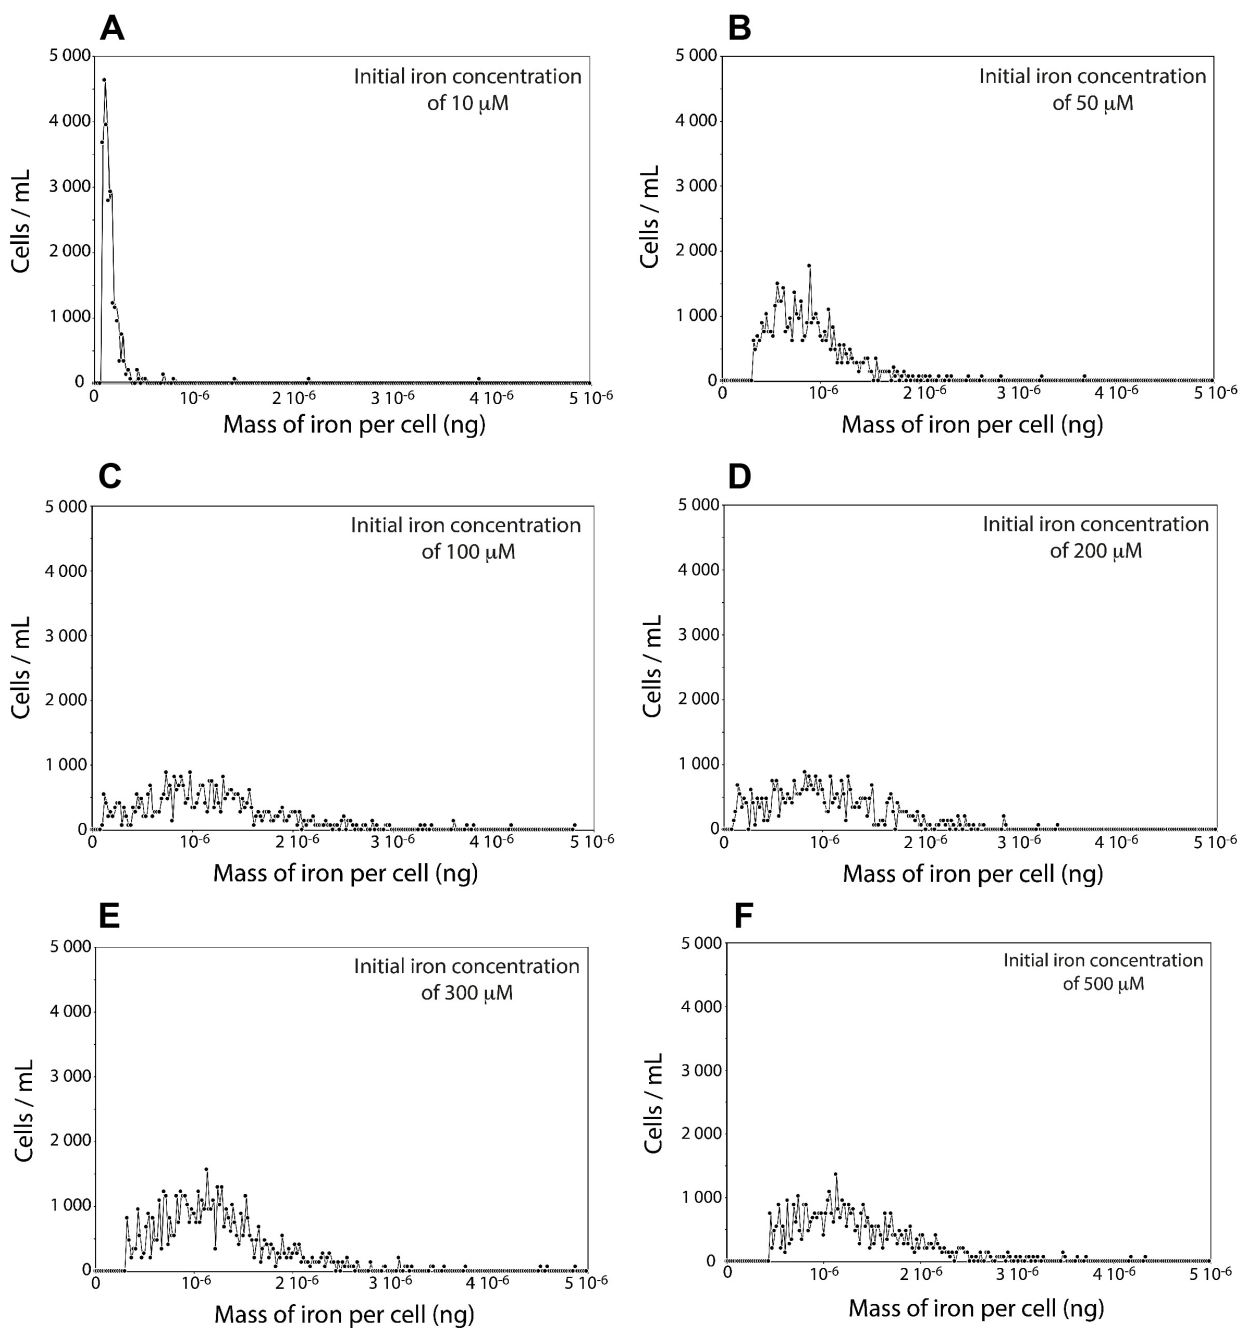 A
5 000
4 000
3 000
2 000
1 000
0
Cells / mL
Initial iron concentration
of 10 µM
0 10-6 2 10-6 3 10-6 4 10-6 5 10-6
Mass of iron per cell (ng)
B
5 000
4 000
3 000
2 000
1 000
0
Cells / mL
Initial iron concentration
of 50 µM
0 10-6 2 10-6 3 10-6 4 10-6 5 10-6
Mass of iron per cell (ng)
C
5 000
4 000
3 000
2 000
1 000
0
Cells / mL
Initial iron concentration
of 100 µM
0 10-6 2 10-6 3 10-6 4 10-6 5 10-6
Mass of iron per cell (ng)
D
5 000
4 000
3 000
2 000
1 000
0
Cells / mL
Initial iron concentration
of 200 µM
0 10-6 2 10-6 3 10-6 4 10-6 5 10-6
Mass of iron per cell (ng)
E
5 000
4 000
3 000
2 000
1 000
0
Cells / mL
Initial iron concentration
of 300 µM
0 10-6 2 10-6 3 10-6 4 10-6 5 10-6
Mass of iron per cell (ng)
F
5 000
4 000
3 000
2 000
1 000
0
Cells / mL
Initial iron concentration
of 500 µM
0 10-6 2 10-6 3 10-6 4 10-6 5 10-6
Mass of iron per cell (ng)